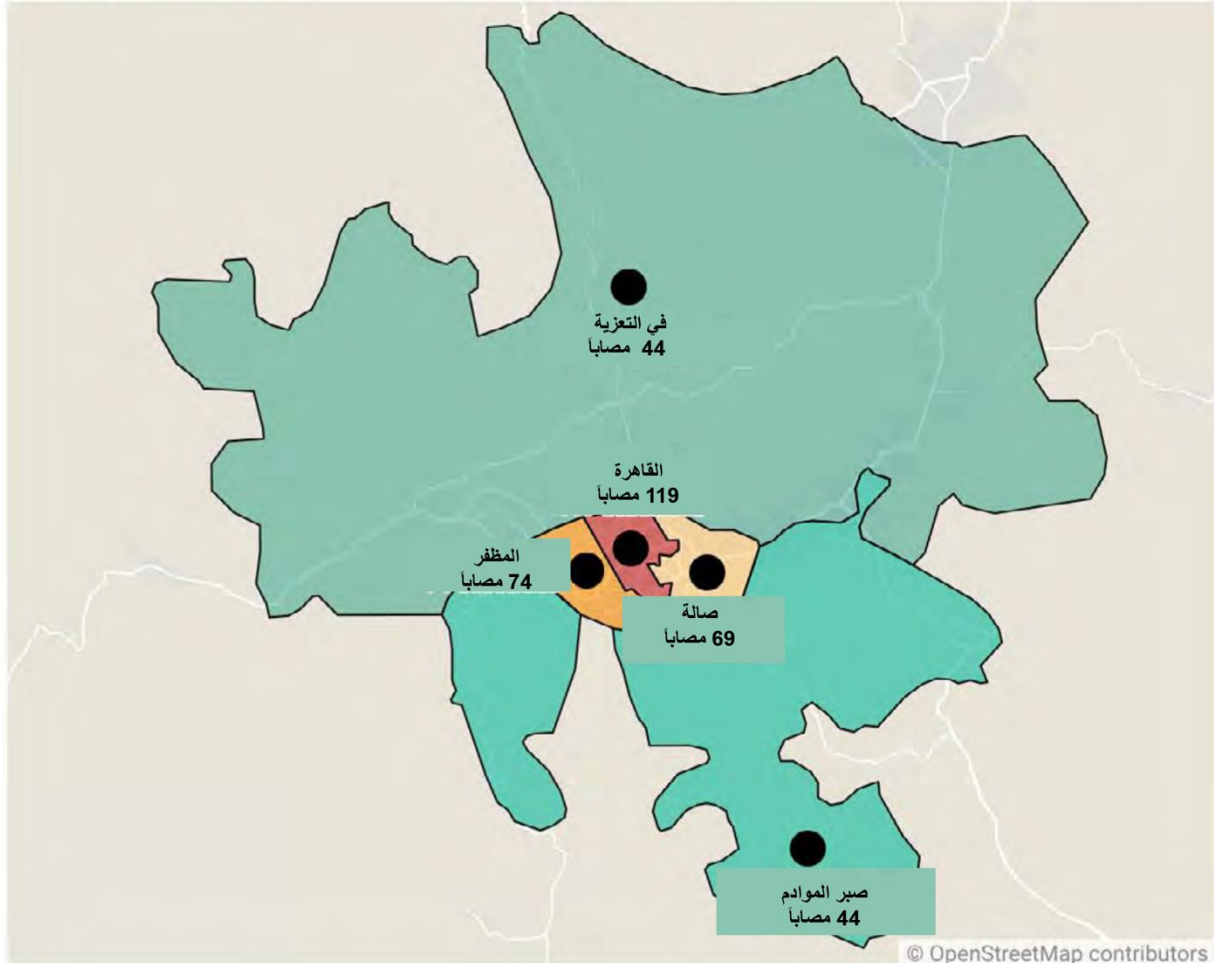 في التعزية
44 مصاباً
القاهرة
119 مصاباً
المظفر
74 مصاباً
صالة
69 مصاباً
صبر الموادم
44 مصاباً
© OpenStreetMap contributors